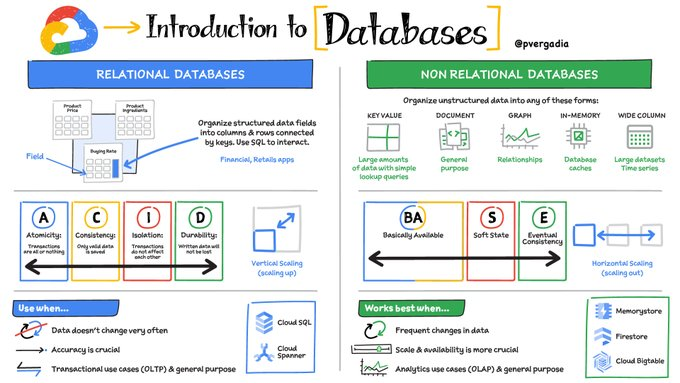 Introduction to Databases
@pvergadia
RELATIONAL DATABASES
Product
Price
Product
Ingredients
Buying Rate
Field
Organize structured data fields
into columns & rows connected
by keys. Use SQL to interact.
Financial, Retails apps
A
Atomicity:
Transactions
are all or nothing
C
Consistency:
Only valid data
is saved
I
Isolation:
Transactions
do not affect
each other
D
Durability:
Written data will
not be lost
Vertical Scaling
(scaling up)
Use when...
Data doesn't change very often
Accuracy is crucial
Transactional use cases (OLTP) & general purpose
Cloud SQL
Cloud
Spanner
NON RELATIONAL DATABASES
Organize unstructured data into any of these forms:
KEY VALUE
Large amounts
of data with simple
lookup queries
DOCUMENT
General
purpose
GRAPH
Relationships
IN-MEMORY
Database
caches
WIDE COLUMN
Large datasets
Time series
BA
Basically Available
S
Soft State
E
Eventual
Consistency
Horizontal Scaling
(scaling out)
Works best when...
Frequent changes in data
Scale & availability is more crucial
Analytics use cases (OLAP) & general purpose
Memorystore
Firestore
Cloud Bigtable